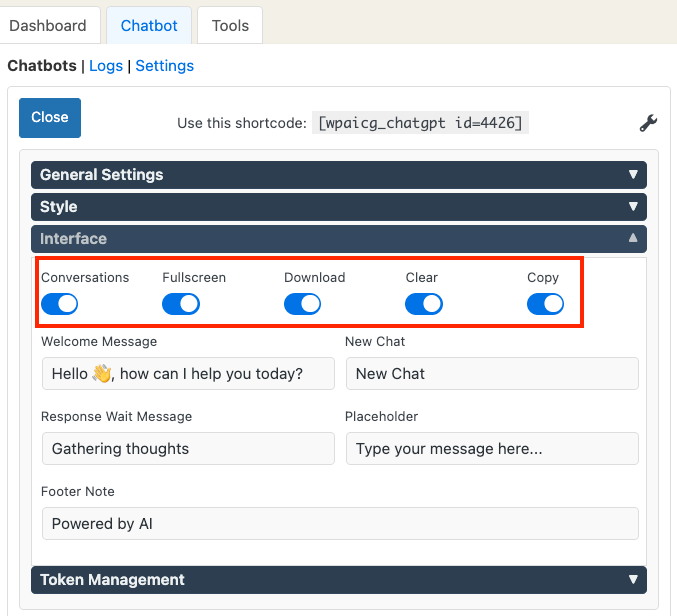 Dashboard Chatbot Tools
Chatbots | Logs | Settings
Close Use this shortcode: [wpaicg_chatgpt id=4426]
General Settings ▼
Style ▼
Interface ▲
Conversations Fullscreen Download Clear Copy
Welcome Message New Chat
Hello 👋, how can I help you today? New Chat
Response Wait Message Placeholder
Gathering thoughts Type your message here...
Footer Note
Powered by AI
Token Management ▼